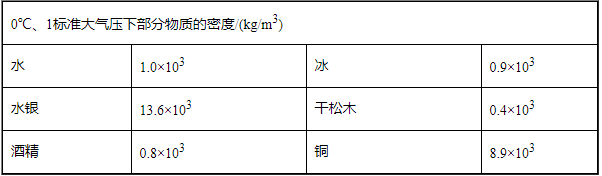 0℃、1标准大气压下部分物质的密度/(kg/m³)
水 1.0×10³ 冰 0.9×10³
水银 13.6×10³ 干松木 0.4×10³
酒精 0.8×10³ 铜 8.9×10³